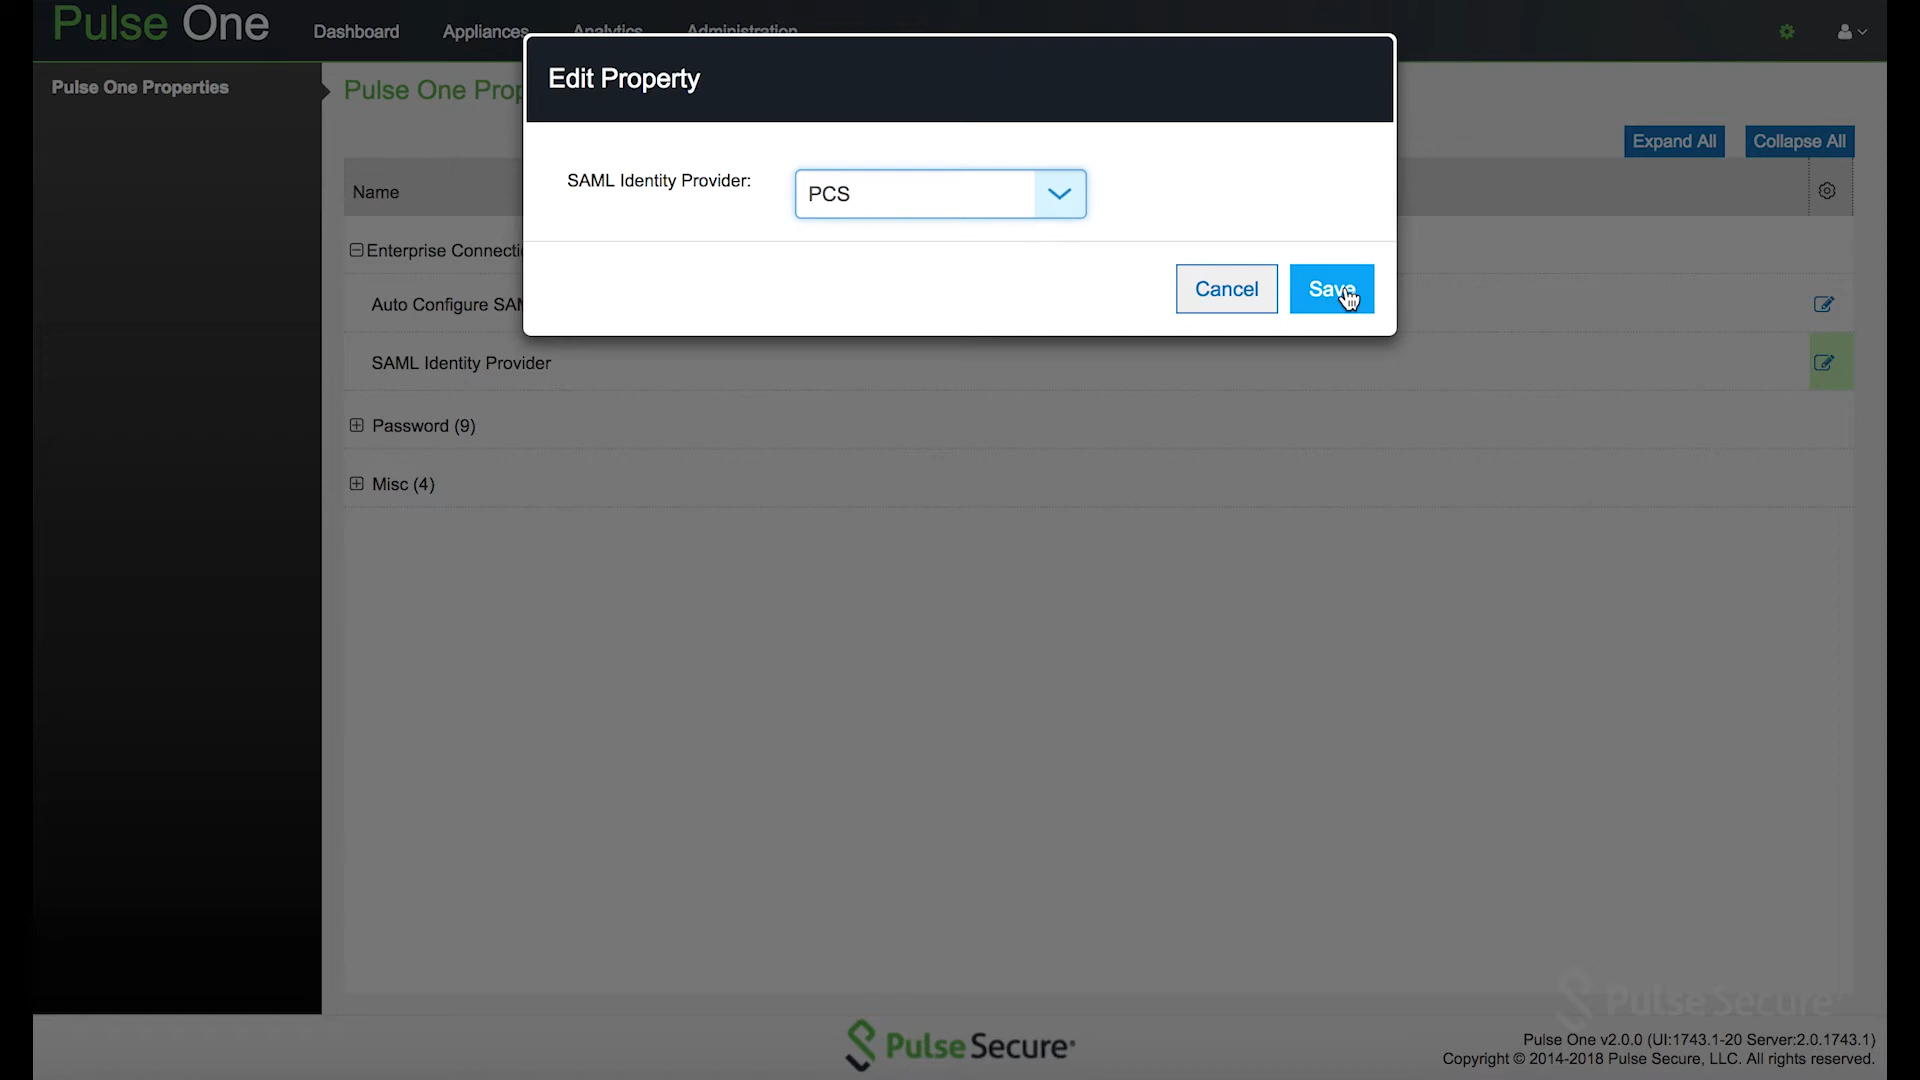 Pulse One
Dashboard
Appliances
Analytics
Administration
Pulse One Properties
Pulse One Prop
Edit Property
SAML Identity Provider:
PCS
Cancel
Save
Expand All
Collapse All
Name
Enterprise Connecti
Auto Configure SAM
SAML Identity Provider
Password (9)
Misc (4)
Pulse Secure
Pulse Secure
Pulse One v2.0.0 (UI:1743.1-20 Server:2.0.1743.1)
Copyright © 2014-2018 Pulse Secure, LLC. All rights reserved.